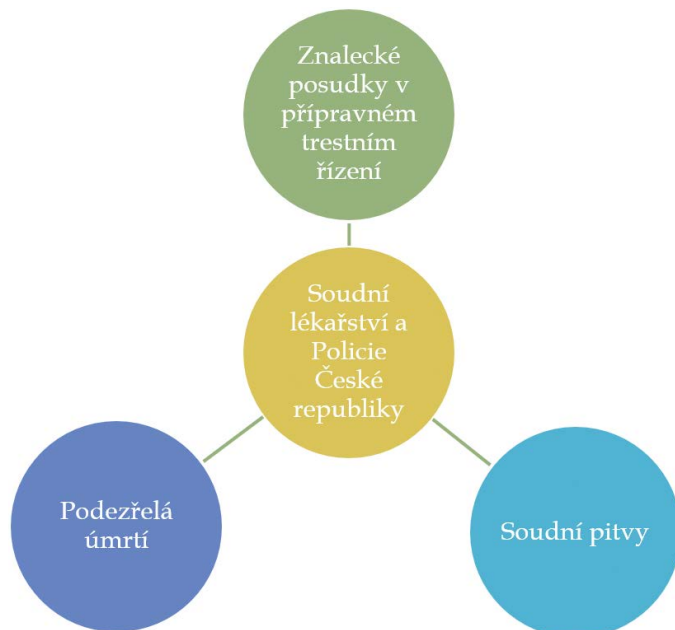 Znalecké
posudky v
přípravném
trestním
řízení
Soudní
lékařství a
Policie
České
republiky
Podezřelá
úmrtí
Soudní pitvy